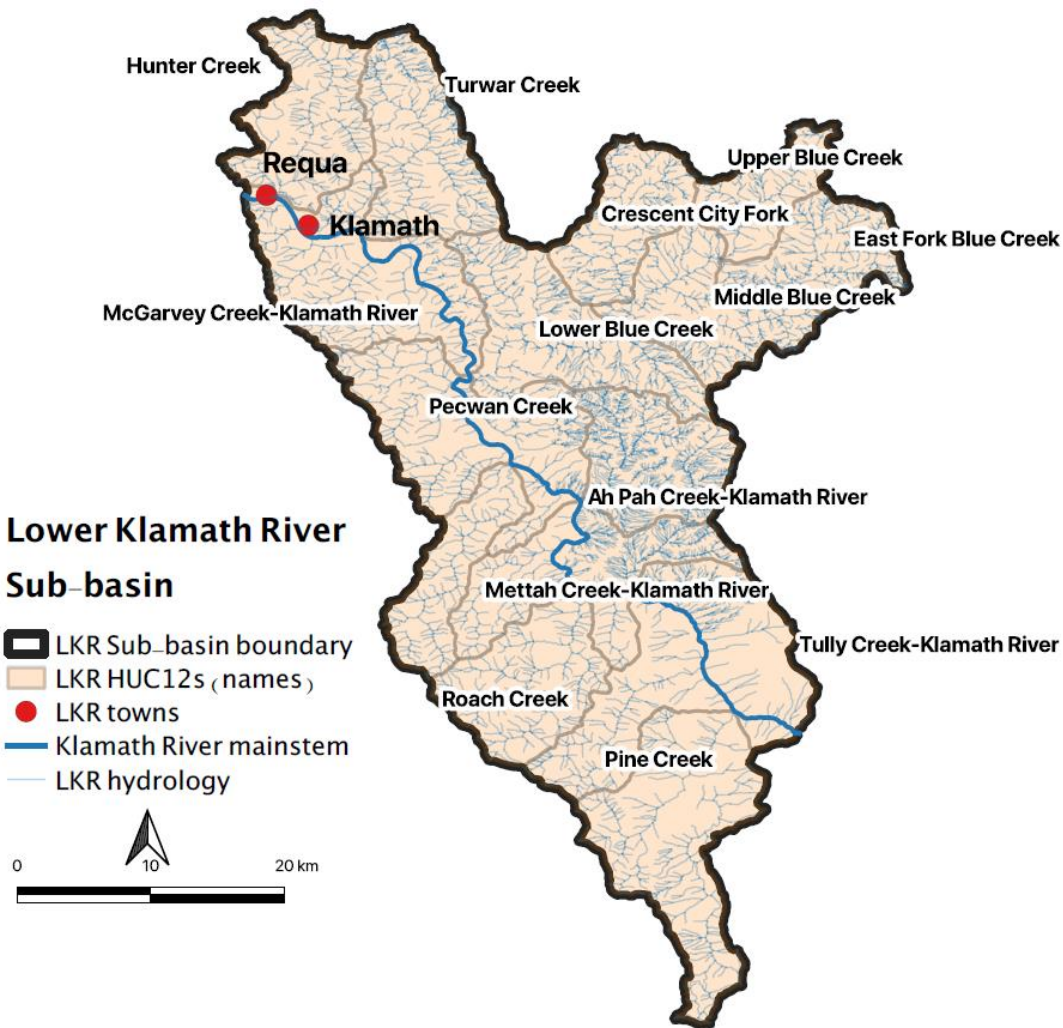 Hunter Creek
Turwar Creek
Upper Blue Creek
Requa
Crescent City Fork
Klamath
East Fork Blue Creek
Middle Blue Creek
McGarvey Creek-Klamath River
Lower Blue Creek
Pecwan Creek
Ah Pah Creek-Klamath River
Mettah Creek-Klamath River
Tully Creek-Klamath River
Roach Creek
Pine Creek
Lower Klamath River
Sub-basin
LKR Sub-basin boundary
LKR HUC12s (names)
LKR towns
Klamath River mainstem
LKR hydrology
0 10 20 km